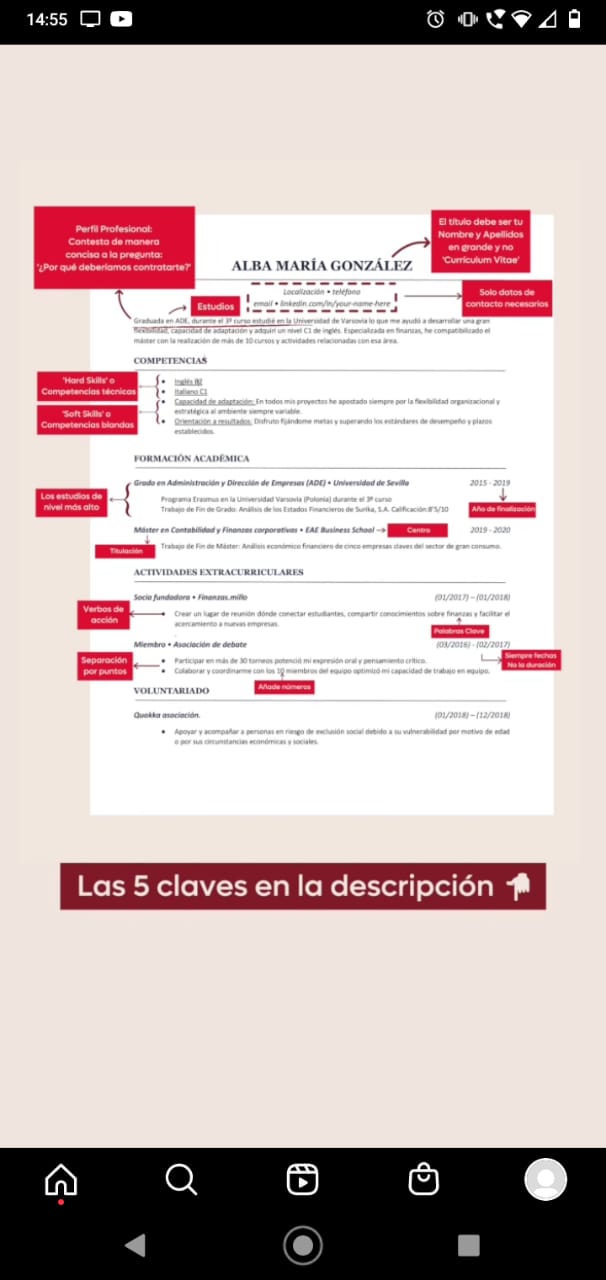 14:55
Perfil Profesional:
Contesta de manera
concisa a la pregunta:
'¿Por qué deberíamos contratarte?'
El título debe ser tu
Nombre y Apellidos
en grande y no
'Currículum Vitae'
ALBA MARÍA GONZÁLEZ
Localización • teléfono
email • linkedin.com/in/your-name-here
Solo datos de
contacto necesarios
Estudios
Graduada en ADE, durante el 3º curso estudié en la Universidad de Varsovia lo que me ayudó a desarrollar una gran
flexibilidad, capacidad de adaptación y adquirí un nivel C1 de inglés. Especializada en finanzas, he compatibilizado el
máster con la realización de más de 10 cursos y actividades relacionadas con esa área.
COMPETENCIAS
'Hard Skills' o
Competencias técnicas
• Inglés B2
• Italiano C1
'Soft Skills' o
Competencias blandas
• Capacidad de adaptación: En todos mis proyectos he apostado siempre por la flexibilidad organizacional y
estratégica al ambiente siempre variable.
• Orientación a resultados. Disfruto fijándome metas y superando los estándares de desempeño y plazos
establecidos.
FORMACIÓN ACADÉMICA
Los estudios de
nivel más alto
Grado en Administración y Dirección de Empresas (ADE) • Universidad de Sevilla 2015 - 2019
Programa Erasmus en la Universidad Varsovia (Polonia) durante el 3º curso
Trabajo de Fin de Grado: Análisis de los Estados Financieros de Surika, S.A. Calificación:8'5/10
Año de finalización
Máster en Contabilidad y Finanzas corporativas • EAE Business School Centro 2019 - 2020
Titulación
Trabajo de Fin de Máster: Análisis económico financiero de cinco empresas claves del sector de gran consumo.
ACTIVIDADES EXTRACURRICULARES
Socia fundadora • Finanzas.millo (01/2017) – (01/2018)
Verbos de
acción
• Crear un lugar de reunión dónde conectar estudiantes, compartir conocimientos sobre finanzas y facilitar el
acercamiento a nuevas empresas.
Palabras Clave
Miembro • Asociación de debate (03/2016) - (02/2017)
Siempre fechas
No la duración
Separación
por puntos
• Participar en más de 30 torneos potenció mi expresión oral y pensamiento crítico.
• Colaborar y coordinarme con los 10 miembros del equipo optimizó mi capacidad de trabajo en equipo.
Añade números
VOLUNTARIADO
Quokka asociación. (01/2018) – (12/2018)
• Apoyar y acompañar a personas en riesgo de exclusión social debido a su vulnerabilidad por motivo de edad
o por sus circunstancias económicas y sociales.
Las 5 claves en la descripción